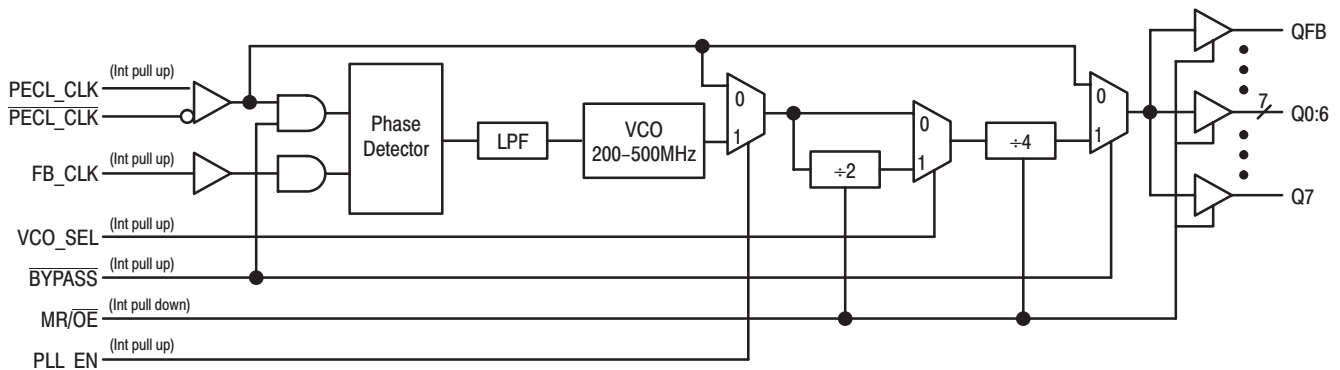 PECL_CLK (Int pull up)
PECL_CLK
FB_CLK (Int pull up)
VCO_SEL (Int pull up)
BYPASS (Int pull up)
MR/OE (Int pull down)
PLL_EN (Int pull up)
Phase
Detector
LPF
VCO
200–500MHz
0
1
÷2
0
1
÷4
0
1
QFB
7
Q0:6
Q7